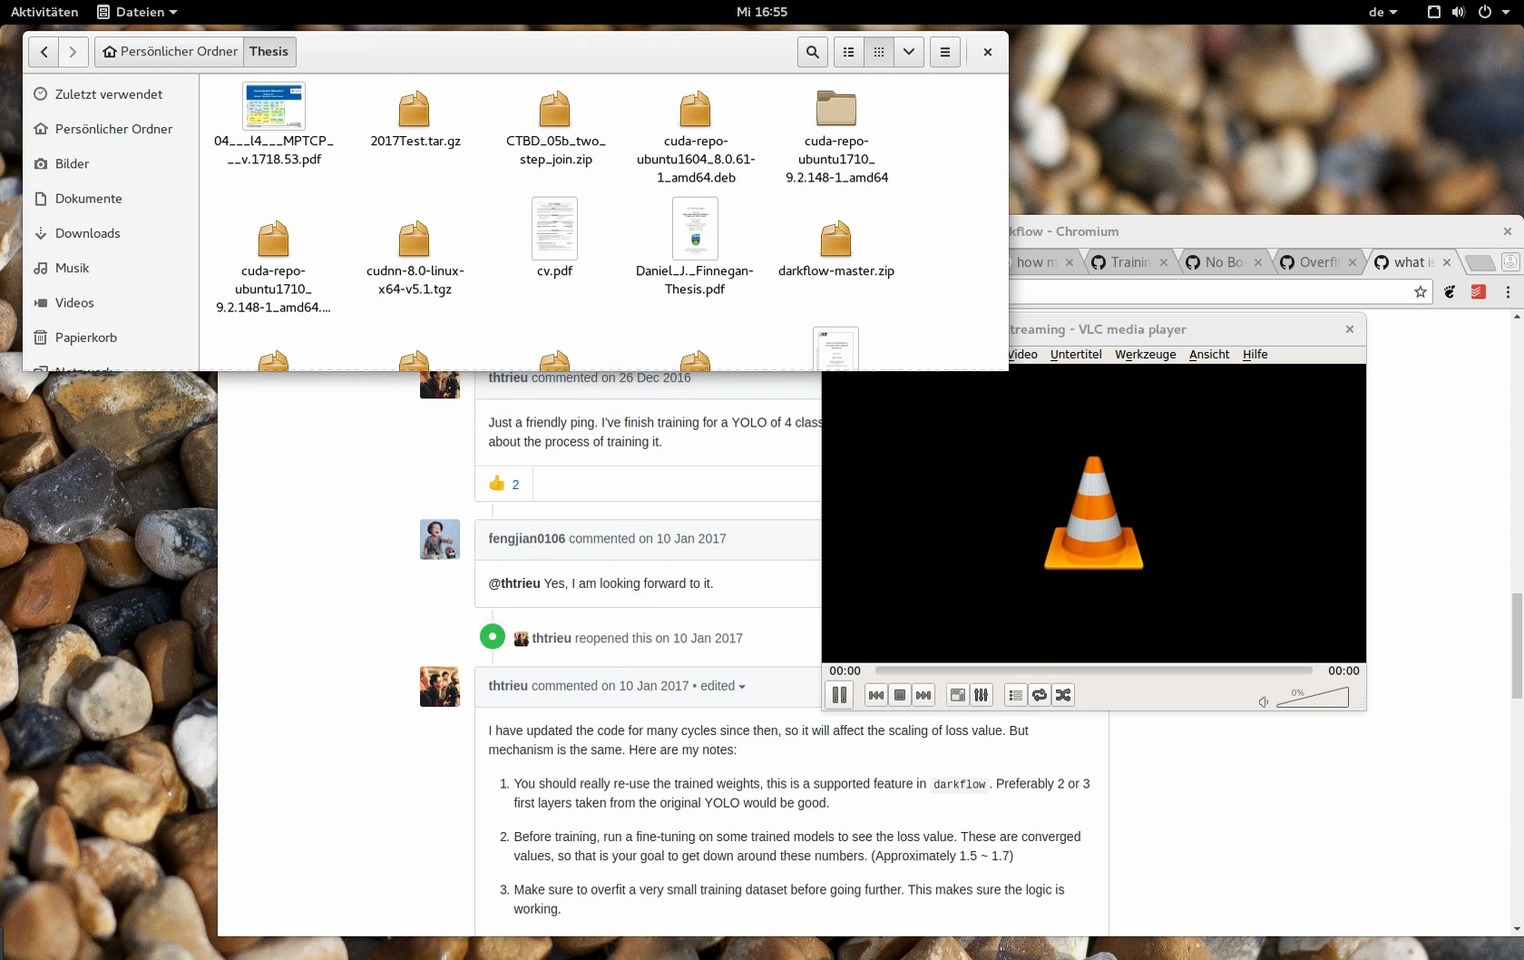 Aktivitäten Dateien Mi 16:55 de
Persönlicher Ordner Thesis
Zuletzt verwendet
Persönlicher Ordner
Bilder
Dokumente
Downloads
Musik
Videos
Papierkorb
04___l4___MPTCP_
__v.1718.53.pdf
2017Test.tar.gz
CTBD_05b_two_
step_join.zip
cuda-repo-
ubuntu1604_8.0.61-
1_amd64.deb
cuda-repo-
ubuntu1710_
9.2.148-1_amd64
cuda-repo-
ubuntu1710_
9.2.148-1_amd64....
cudnn-8.0-linux-
x64-v5.1.tgz
cv.pdf
Daniel_J._Finnegan-
Thesis.pdf
darkflow-master.zip
kflow - Chromium
how m Trainin No Bo Overfi what is
treaming - VLC media player
Video Untertitel Werkzeuge Ansicht Hilfe
00:00 00:00
0%
thtrieu commented on 26 Dec 2016
Just a friendly ping. I've finish training for a YOLO of 4 class
about the process of training it.
2
fengjian0106 commented on 10 Jan 2017
@thtrieu Yes, I am looking forward to it.
thtrieu reopened this on 10 Jan 2017
thtrieu commented on 10 Jan 2017 • edited
I have updated the code for many cycles since then, so it will affect the scaling of loss value. But
mechanism is the same. Here are my notes:
1. You should really re-use the trained weights, this is a supported feature in darkflow. Preferably 2 or 3
first layers taken from the original YOLO would be good.
2. Before training, run a fine-tuning on some trained models to see the loss value. These are converged
values, so that is your goal to get down around these numbers. (Approximately 1.5 ~ 1.7)
3. Make sure to overfit a very small training dataset before going further. This makes sure the logic is
working.